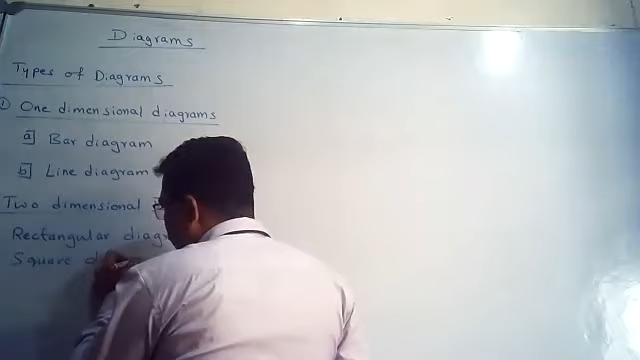 Diagrams
Types of Diagrams
① One dimensional diagrams
a] Bar diagram
b] Line diagram
Two dimensional
Rectangular
Square